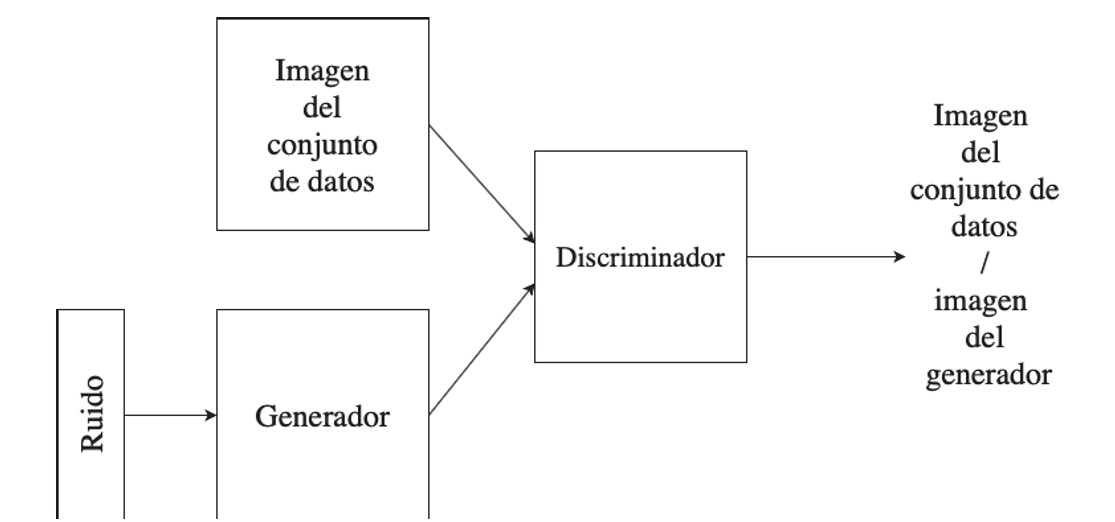 Imagen
del
conjunto
de datos
Ruido
Generador
Discriminador
Imagen
del
conjunto de
datos
/
imagen
del
generador